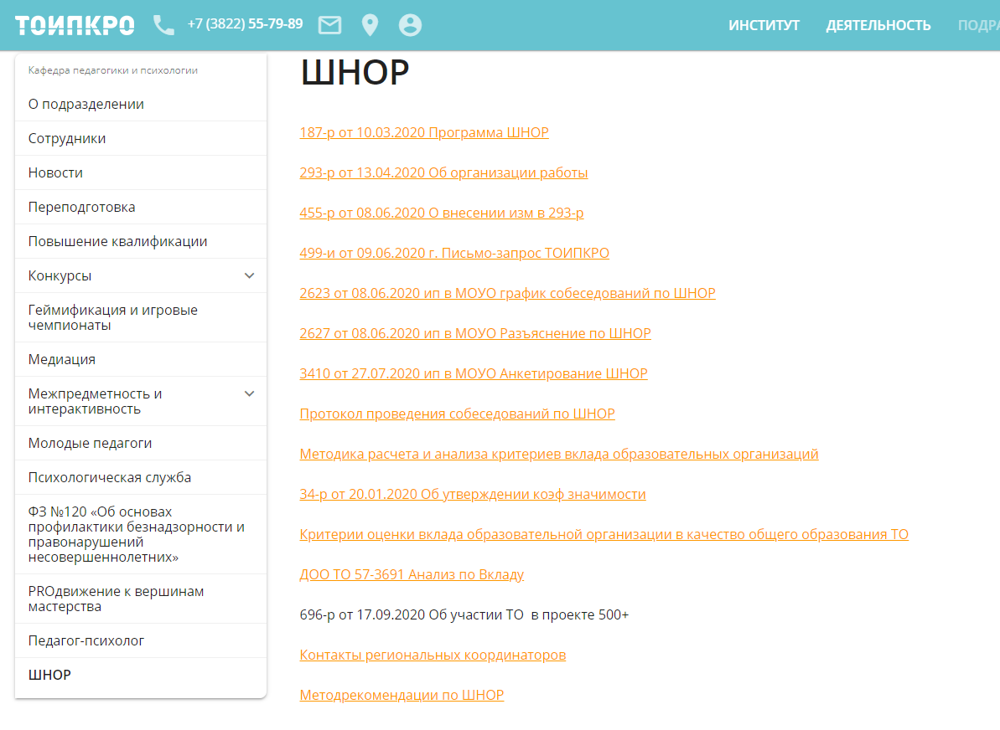 ТОИПКРО +7 (3822) 55-79-89 ИНСТИТУТ ДЕЯТЕЛЬНОСТЬ ПОДРА
Кафедра педагогики и психологии
О подразделении
Сотрудники
Новости
Переподготовка
Повышение квалификации
Конкурсы
Геймификация и игровые
чемпионаты
Медиация
Межпредметность и
интерактивность
Молодые педагоги
Психологическая служба
ФЗ №120 «Об основах
профилактики безнадзорности и
правонарушений
несовершеннолетних»
PROдвижение к вершинам
мастерства
Педагог-психолог
ШНОР
ШНОР
187-р от 10.03.2020 Программа ШНОР
293-р от 13.04.2020 Об организации работы
455-р от 08.06.2020 О внесении изм в 293-р
499-и от 09.06.2020 г. Письмо-запрос ТОИПКРО
2623 от 08.06.2020 ип в МОУО график собеседований по ШНОР
2627 от 08.06.2020 ип в МОУО Разъяснение по ШНОР
3410 от 27.07.2020 ип в МОУО Анкетирование ШНОР
Протокол проведения собеседований по ШНОР
Методика расчета и анализа критериев вклада образовательных организаций
34-р от 20.01.2020 Об утверждении коэф значимости
Критерии оценки вклада образовательной организации в качество общего образования ТО
ДОО ТО 57-3691 Анализ по Вкладу
696-р от 17.09.2020 Об участии ТО в проекте 500+
Контакты региональных координаторов
Методрекомендации по ШНОР